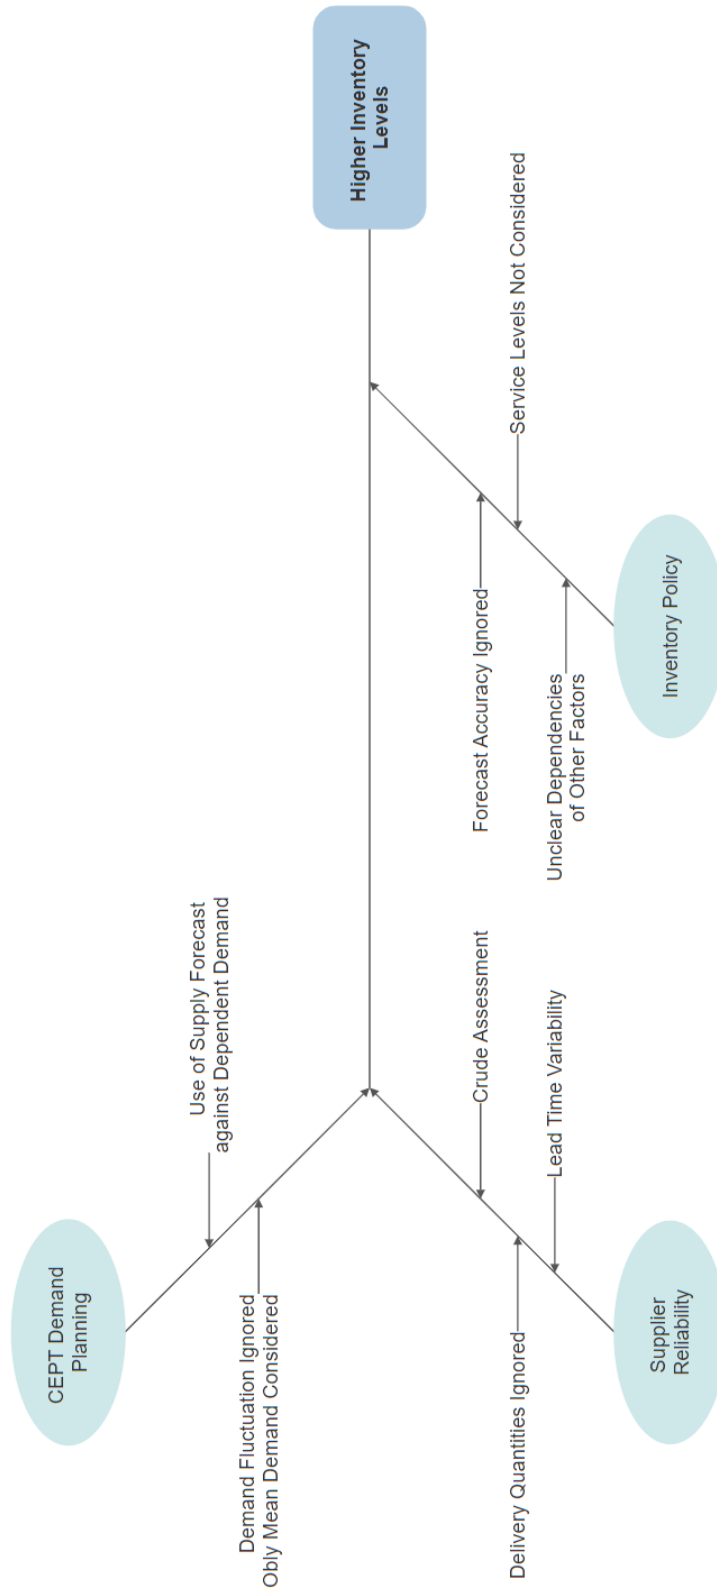 CEPT Demand
Planning
Use of Supply Forecast
against Dependent Demand
Demand Fluctuation Ignored
Obly Mean Demand Considered
Higher Inventory
Levels
Crude Assessment
Delivery Quantities Ignored
Lead Time Variability
Supplier
Reliability
Forecast Accuracy Ignored
Service Levels Not Considered
Unclear Dependencies
of Other Factors
Inventory Policy